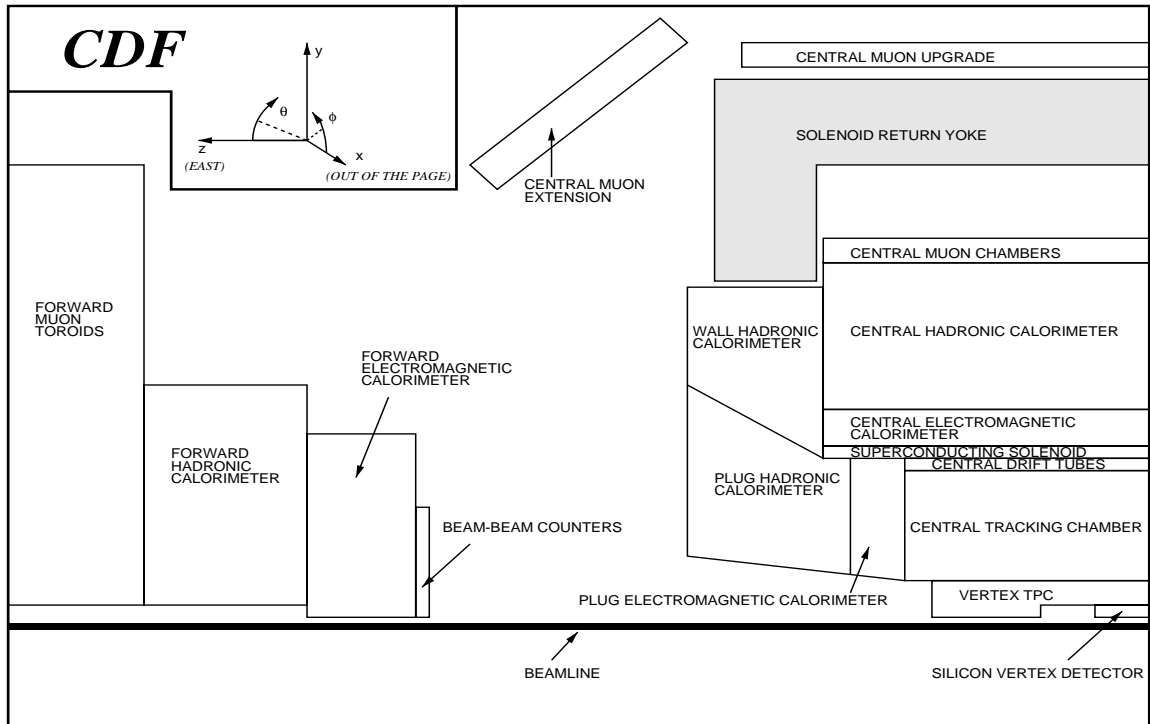 CDF
y
θ
φ
z
x
(EAST)
(OUT OF THE PAGE)
CENTRAL MUON UPGRADE
SOLENOID RETURN YOKE
CENTRAL MUON
EXTENSION
CENTRAL MUON CHAMBERS
FORWARD
MUON
TOROIDS
WALL HADRONIC
CALORIMETER
CENTRAL HADRONIC CALORIMETER
FORWARD
ELECTROMAGNETIC
CALORIMETER
CENTRAL ELECTROMAGNETIC
CALORIMETER
SUPERCONDUCTING SOLENOID
CENTRAL DRIFT TUBES
FORWARD
HADRONIC
CALORIMETER
PLUG HADRONIC
CALORIMETER
BEAM-BEAM COUNTERS
CENTRAL TRACKING CHAMBER
PLUG ELECTROMAGNETIC CALORIMETER
VERTEX TPC
BEAMLINE
SILICON VERTEX DETECTOR